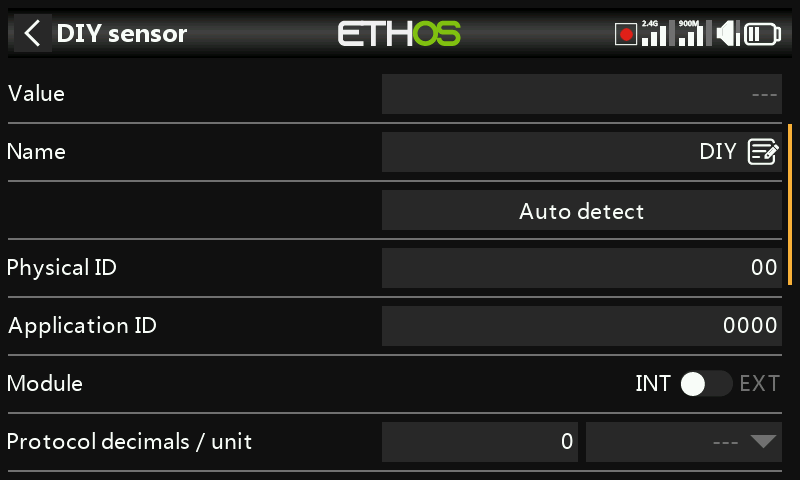 DIY sensor ETHOS 2.4G 900M
Value ---
Name DIY
Auto detect
Physical ID 00
Application ID 0000
Module INT EXT
Protocol decimals / unit 0 ---